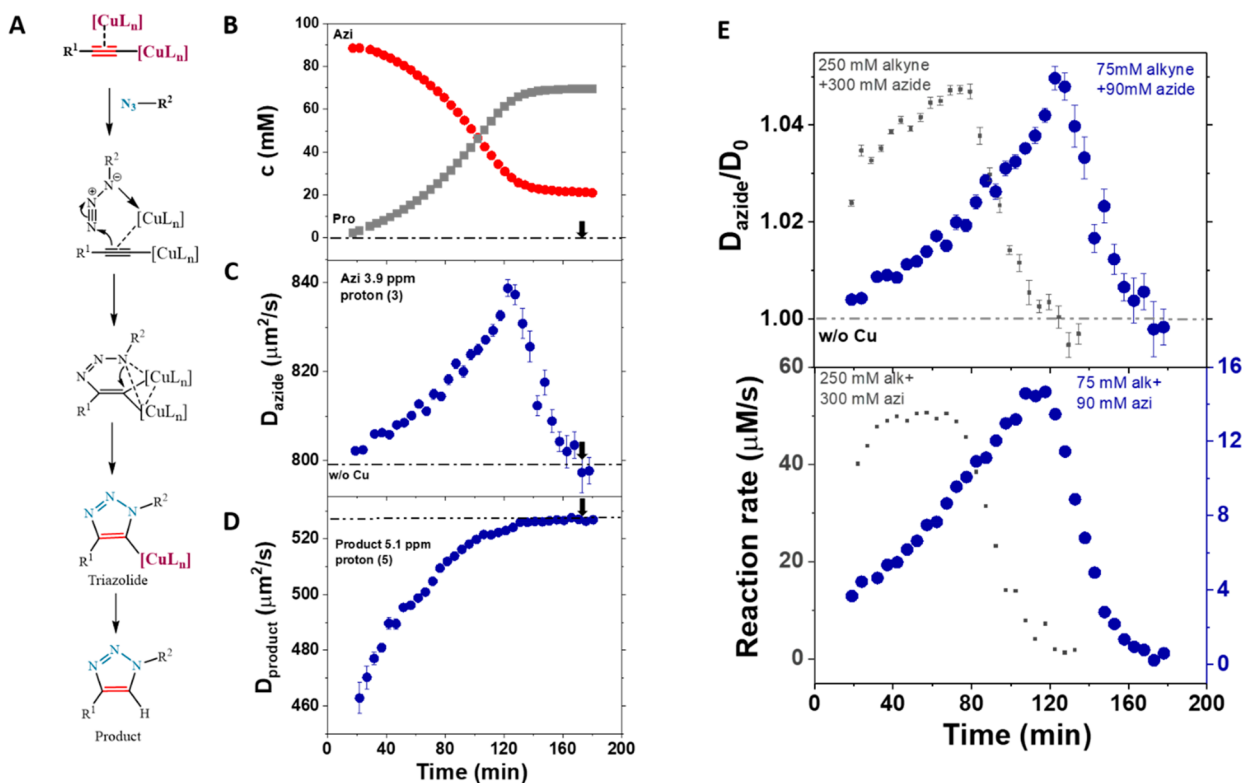 A
[CuLn]
R1
[CuLn]
N3 R2
R2
N ⊖
⊕
N
N
[CuLn]
R1
[CuLn]
R2
N
N
N
[CuLn]
R1
[CuLn]
N
N
N
R2
R1
[CuLn]
Triazolide
N
N
N
R2
R1
H
Product
B
100
80
60
40
20
0
c (mM)
Azi
Pro
C
840
820
800
Dazide (μm2/s)
Azi 3.9 ppm
proton (3)
w/o Cu
D
520
500
480
460
Dproduct (μm2/s)
Product 5.1 ppm
proton (5)
0 40 80 120 160 200
Time (min)
E
1.04
1.02
1.00
Dazide/D0
250 mM alkyne
+300 mM azide
75mM alkyne
+90mM azide
w/o Cu
60
40
20
0
Reaction rate (μM/s)
250 mM alk+
300 mM azi
75 mM alk+
90 mM azi
16
12
8
4
0
0 40 80 120 160 200
Time (min)